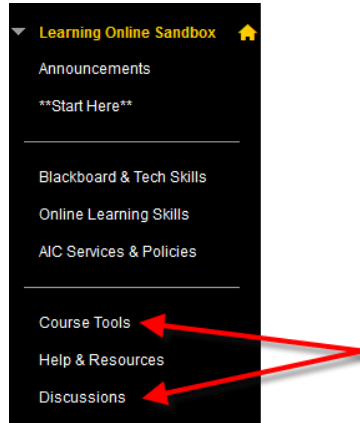 Learning Online Sandbox
Announcements
**Start Here**
Blackboard & Tech Skills
Online Learning Skills
AIC Services & Policies
Course Tools
Help & Resources
Discussions